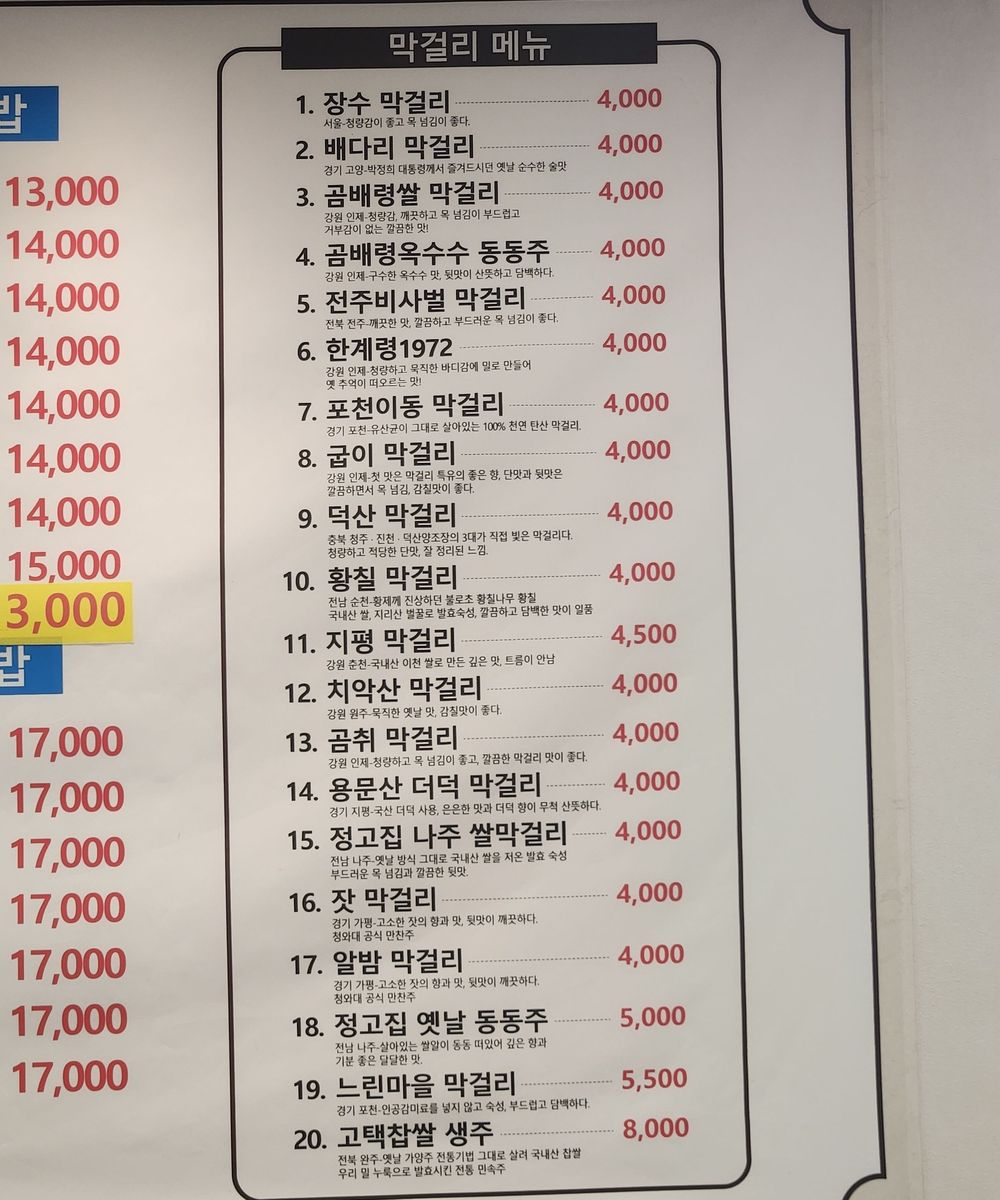 밥
13,000
14,000
14,000
14,000
14,000
14,000
14,000
15,000
3,000
밥
17,000
17,000
17,000
17,000
17,000
17,000
17,000
막걸리 메뉴
1. 장수 막걸리 4,000
서울-청량감이 좋고 목 넘김이 좋다.
2. 배다리 막걸리 4,000
경기 고양-박정희 대통령께서 즐겨드시던 옛날 순수한 술맛
3. 곰배령쌀 막걸리 4,000
강원 인제-청량감, 깨끗하고 목 넘김이 부드럽고
거부감이 없는 깔끔한 맛!
4. 곰배령옥수수 동동주 4,000
강원 인제-구수한 옥수수 맛, 뒷맛이 산뜻하고 담백하다.
5. 전주비사벌 막걸리 4,000
전북 전주-깨끗한 맛, 깔끔하고 부드러운 목 넘김이 좋다.
6. 한계령1972 4,000
강원 인제-청량하고 묵직한 바디감에 밀로 만들어
옛 추억이 떠오르는 맛!
7. 포천이동 막걸리 4,000
경기 포천-유산균이 그대로 살아있는 100% 천연 탄산 막걸리.
8. 굽이 막걸리 4,000
강원 인제-첫 맛은 막걸리 특유의 좋은 향, 단맛과 뒷맛은
깔끔하면서 목 넘김, 감칠맛이 좋다.
9. 덕산 막걸리 4,000
충북 청주 · 진천 · 덕산양조장의 3대가 직접 빚은 막걸리다.
청량하고 적당한 단맛, 잘 정리된 느낌.
10. 황칠 막걸리 4,000
전남 순천-황제께 진상하던 불로초 황칠나무 황칠
국내산 쌀, 지리산 벌꿀로 발효숙성, 깔끔하고 담백한 맛이 일품
11. 지평 막걸리 4,500
강원 춘천-국내산 이천 쌀로 만든 깊은 맛, 트름이 안남
12. 치악산 막걸리 4,000
강원 원주-묵직한 옛날 맛, 감칠맛이 좋다.
13. 곰취 막걸리 4,000
강원 인제-청량하고 목 넘김이 좋고, 깔끔한 막걸리 맛이 좋다.
14. 용문산 더덕 막걸리 4,000
경기 지평-국산 더덕 사용, 은은한 맛과 더덕 향이 무척 산뜻하다.
15. 정고집 나주 쌀막걸리 4,000
전남 나주-옛날 방식 그대로 국내산 쌀을 저온 발효 숙성
부드러운 목 넘김과 깔끔한 뒷맛.
16. 잣 막걸리 4,000
경기 가평-고소한 잣의 향과 맛, 뒷맛이 깨끗하다.
청와대 공식 만찬주
17. 알밤 막걸리 4,000
경기 가평-고소한 잣의 향과 맛, 뒷맛이 깨끗하다.
청와대 공식 만찬주
18. 정고집 옛날 동동주 5,000
전남 나주-살아있는 쌀알이 동동 떠있어 깊은 향과
기분 좋은 달달한 맛.
19. 느린마을 막걸리 5,500
경기 포천-인공감미료를 넣지 않고 숙성, 부드럽고 담백하다.
20. 고택찹쌀 생주 8,000
전북 완주-옛날 가양주 전통기법 그대로 살려 국내산 찹쌀
우리 밀 누룩으로 발효시킨 전통 민속주